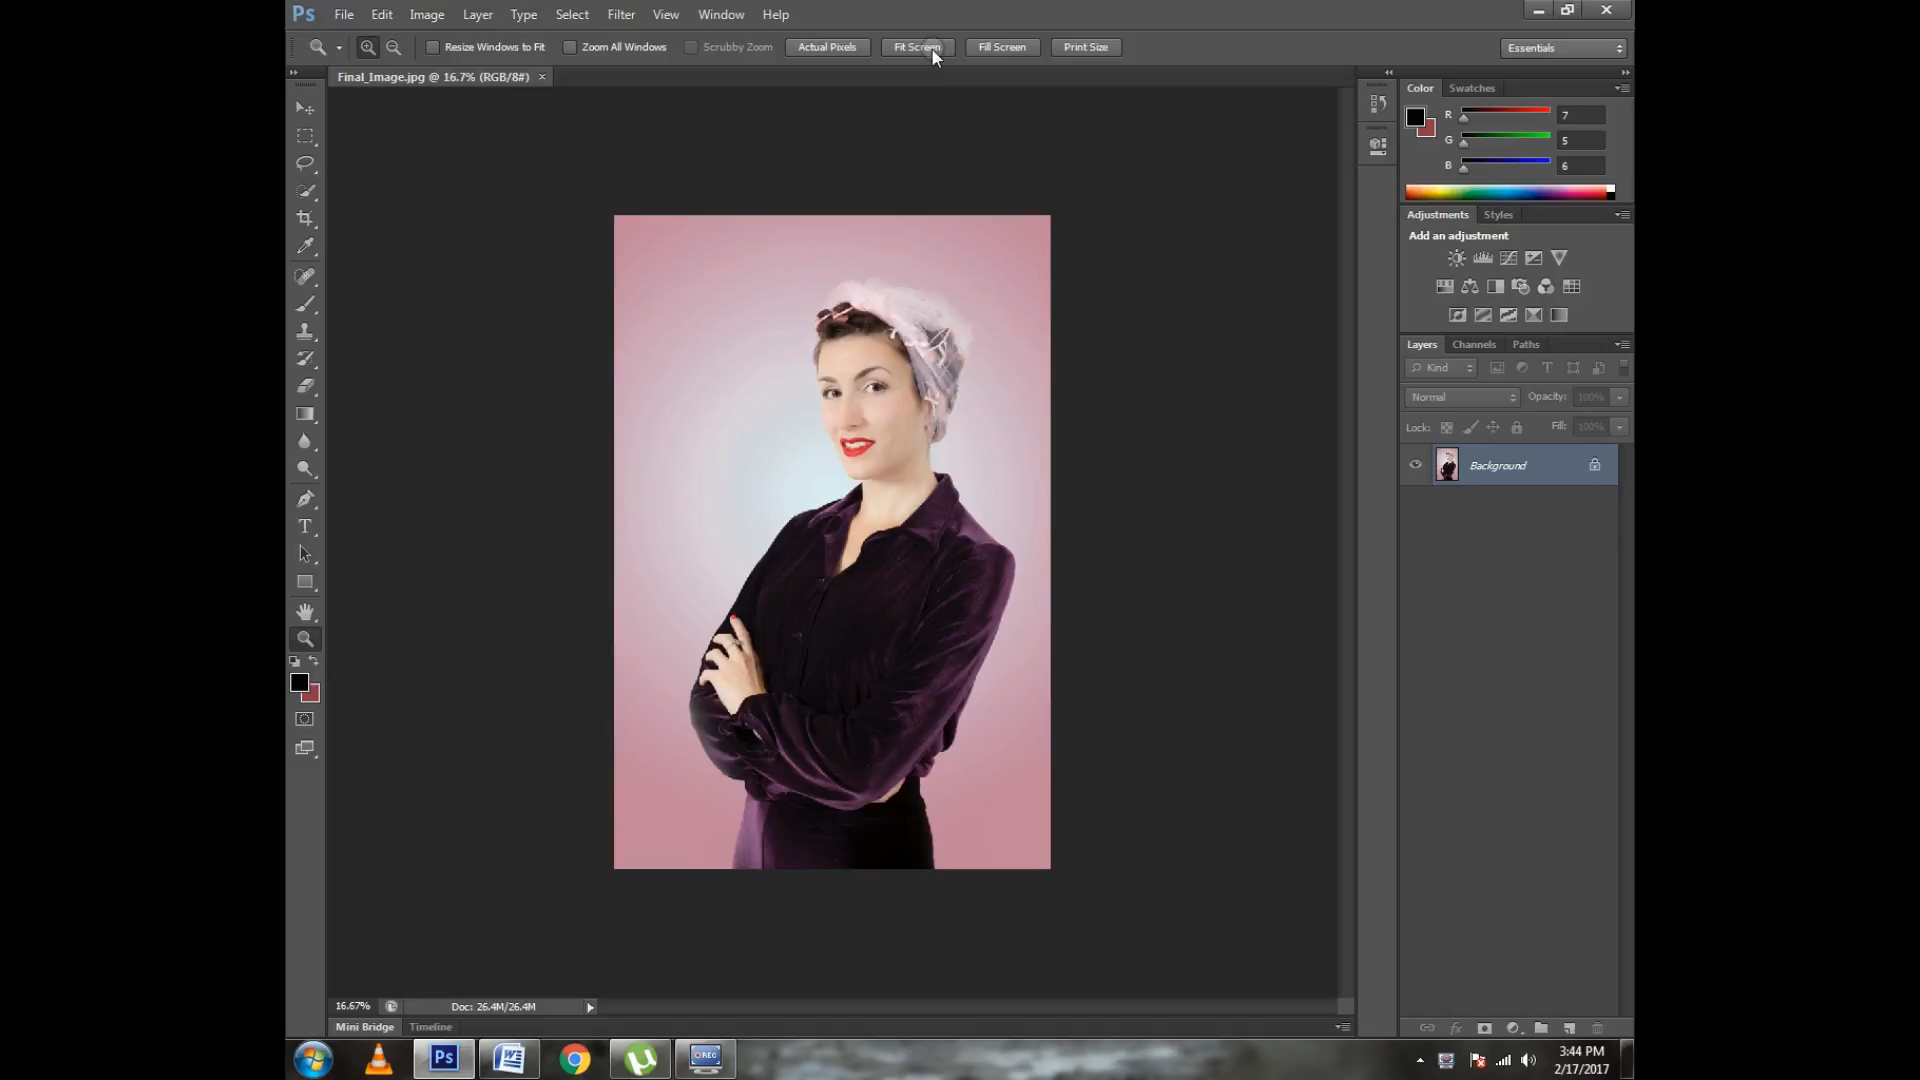 Ps File Edit Image Layer Type Select Filter View Window Help
Resize Windows to Fit Zoom All Windows Scrubby Zoom Actual Pixels Fit Screen Fill Screen Print Size Essentials
Final_Image.jpg @ 16.7% (RGB/8#)
Color Swatches
R 7
G 5
B 6
Adjustments Styles
Add an adjustment
Layers Channels Paths
Kind
Normal Opacity: 100%
Lock: Fill: 100%
Background
16.67% Doc: 26.4M/26.4M
Mini Bridge Timeline
Ps REC 3:44 PM
2/17/2017